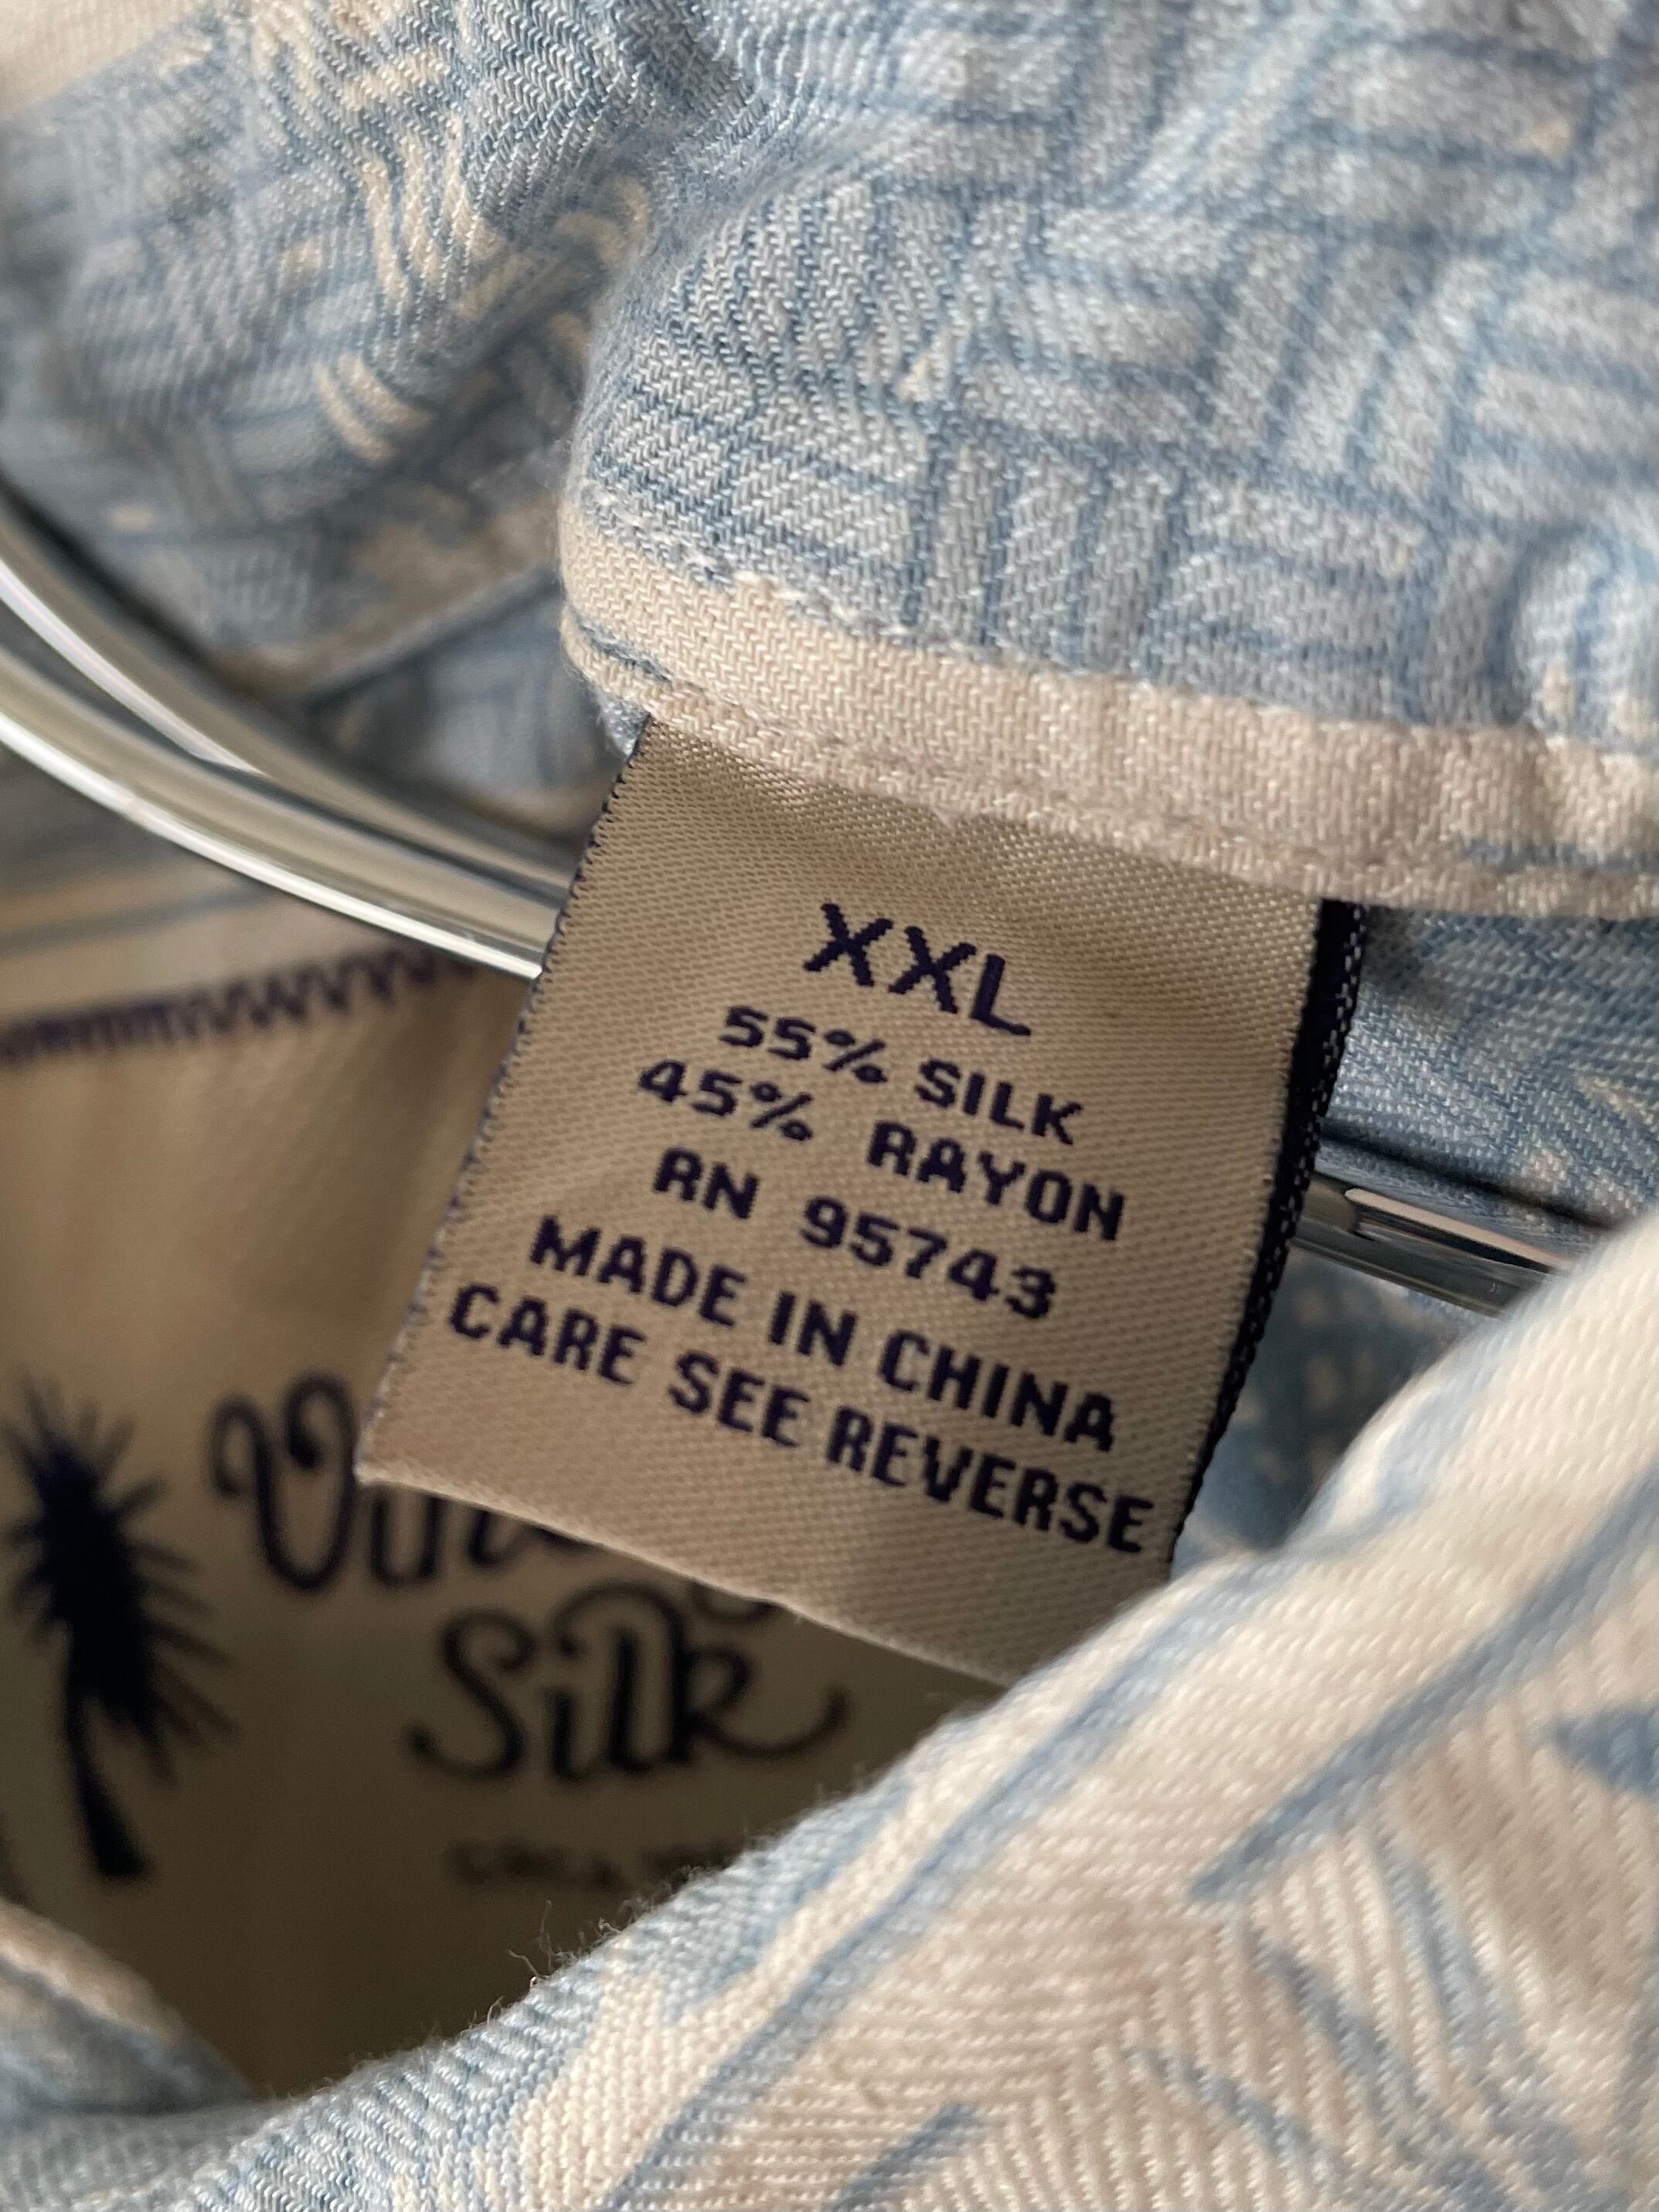 XXL
55% SILK
45% RAYON
RN 95743
MADE IN CHINA
CARE SEE REVERSE
Silk